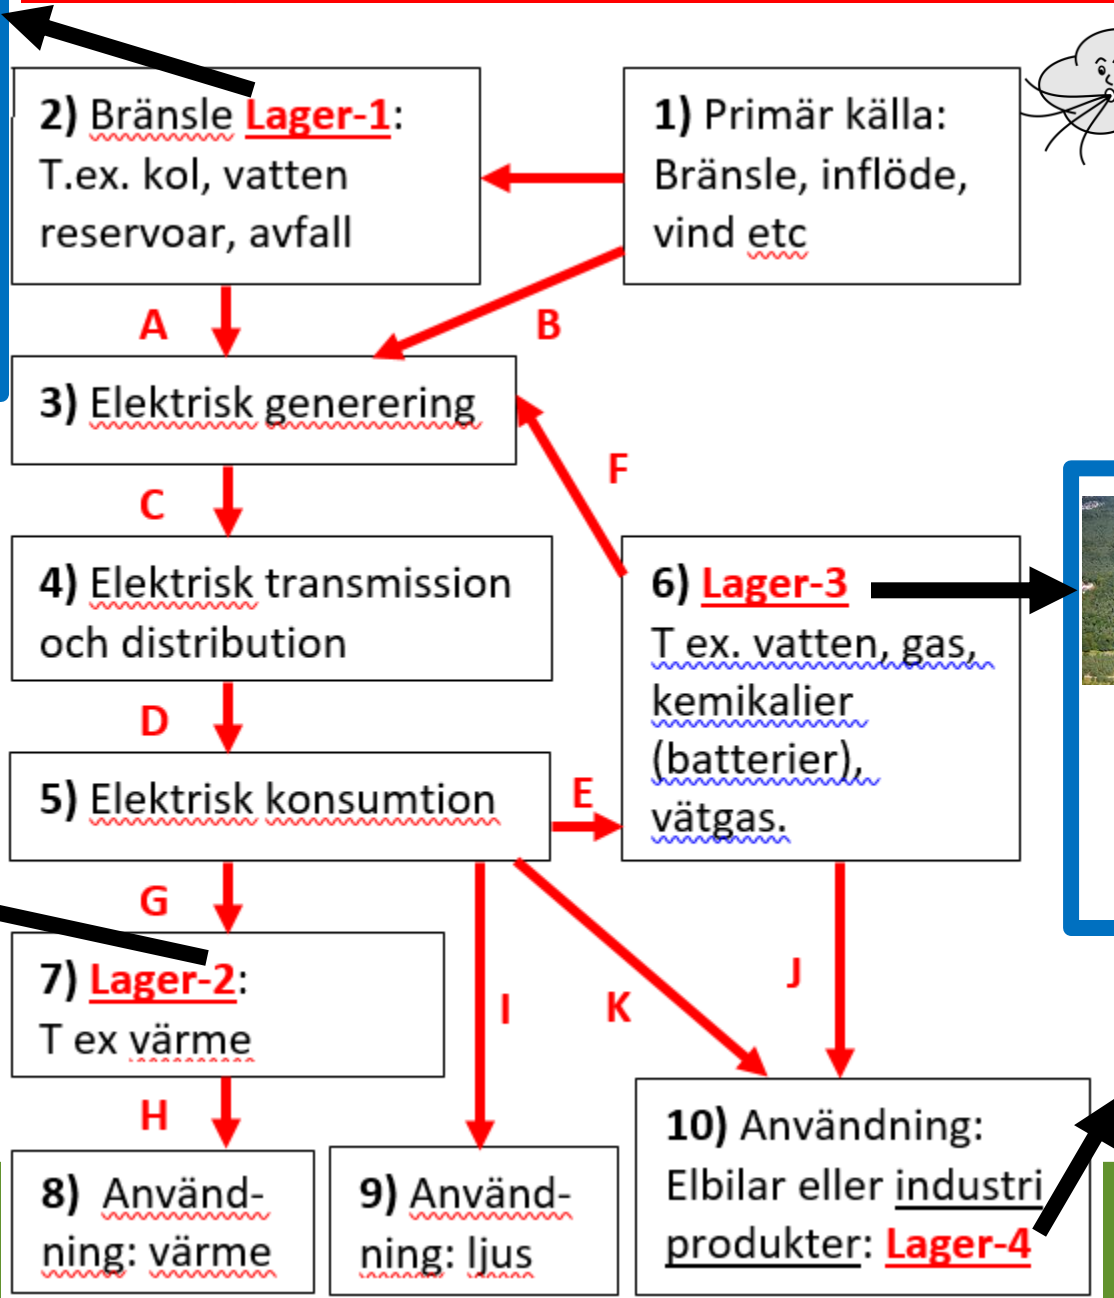 2) Bränsle Lager-1:
T.ex. kol, vatten
reservoar, avfall
1) Primär källa:
Bränsle, inflöde,
vind etc
A
B
3) Elektrisk generering
F
C
4) Elektrisk transmission
och distribution
6) Lager-3
T ex. vatten, gas,
kemikalier
(batterier),
vätgas.
D
5) Elektrisk konsumtion
E
G
7) Lager-2:
T ex värme
I
K
J
H
8) Använd-
ning: värme
9) Använd-
ning: ljus
10) Användning:
Elbilar eller industri
produkter: Lager-4